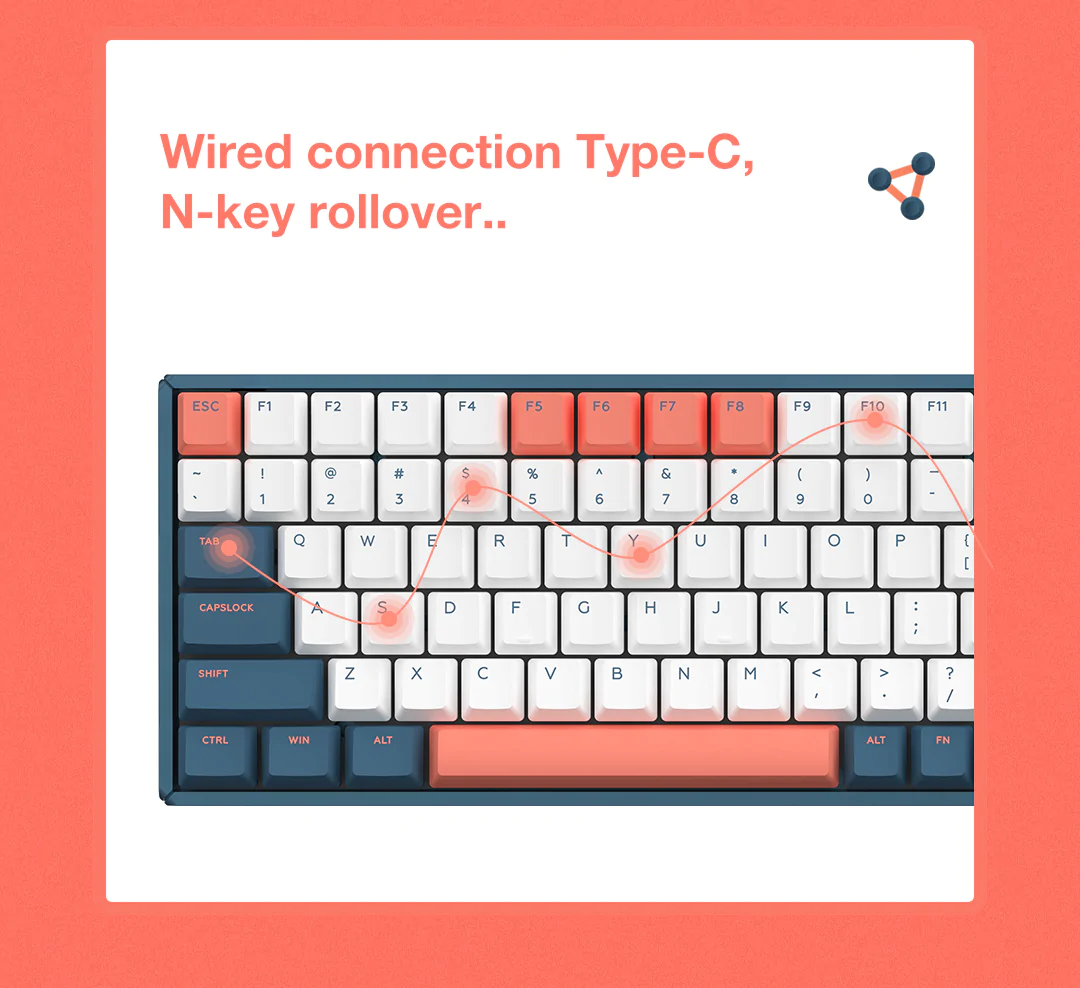 Wired connection Type-C,
N-key rollover..
ESC F1 F2 F3 F4 F5 F6 F7 F8 F9 F10 F11
~ ! @ # $ % ^ & * ( ) _
` 1 2 3 4 5 6 7 8 9 0 -
TAB Q W E R T Y U I O P {
[
CAPSLOCK A S D F G H J K L :
;
SHIFT Z X C V B N M < > ?
, . /
CTRL WIN ALT ALT FN